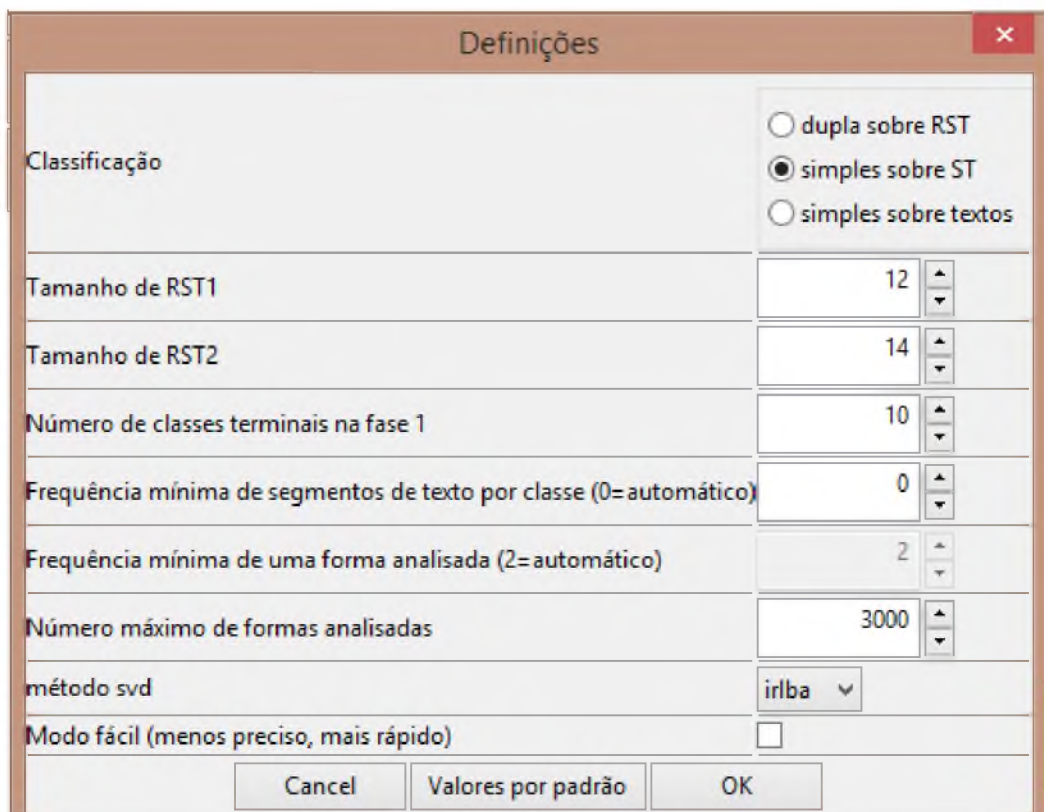 Definições
Classificação
dupla sobre RST
simples sobre ST
simples sobre textos
Tamanho de RST1 12
Tamanho de RST2 14
Número de classes terminais na fase 1 10
Frequência mínima de segmentos de texto por classe (0=automático) 0
Frequência mínima de uma forma analisada (2=automático) 2
Número máximo de formas analisadas 3000
método svd irlba
Modo fácil (menos preciso, mais rápido)
Cancel Valores por padrão OK